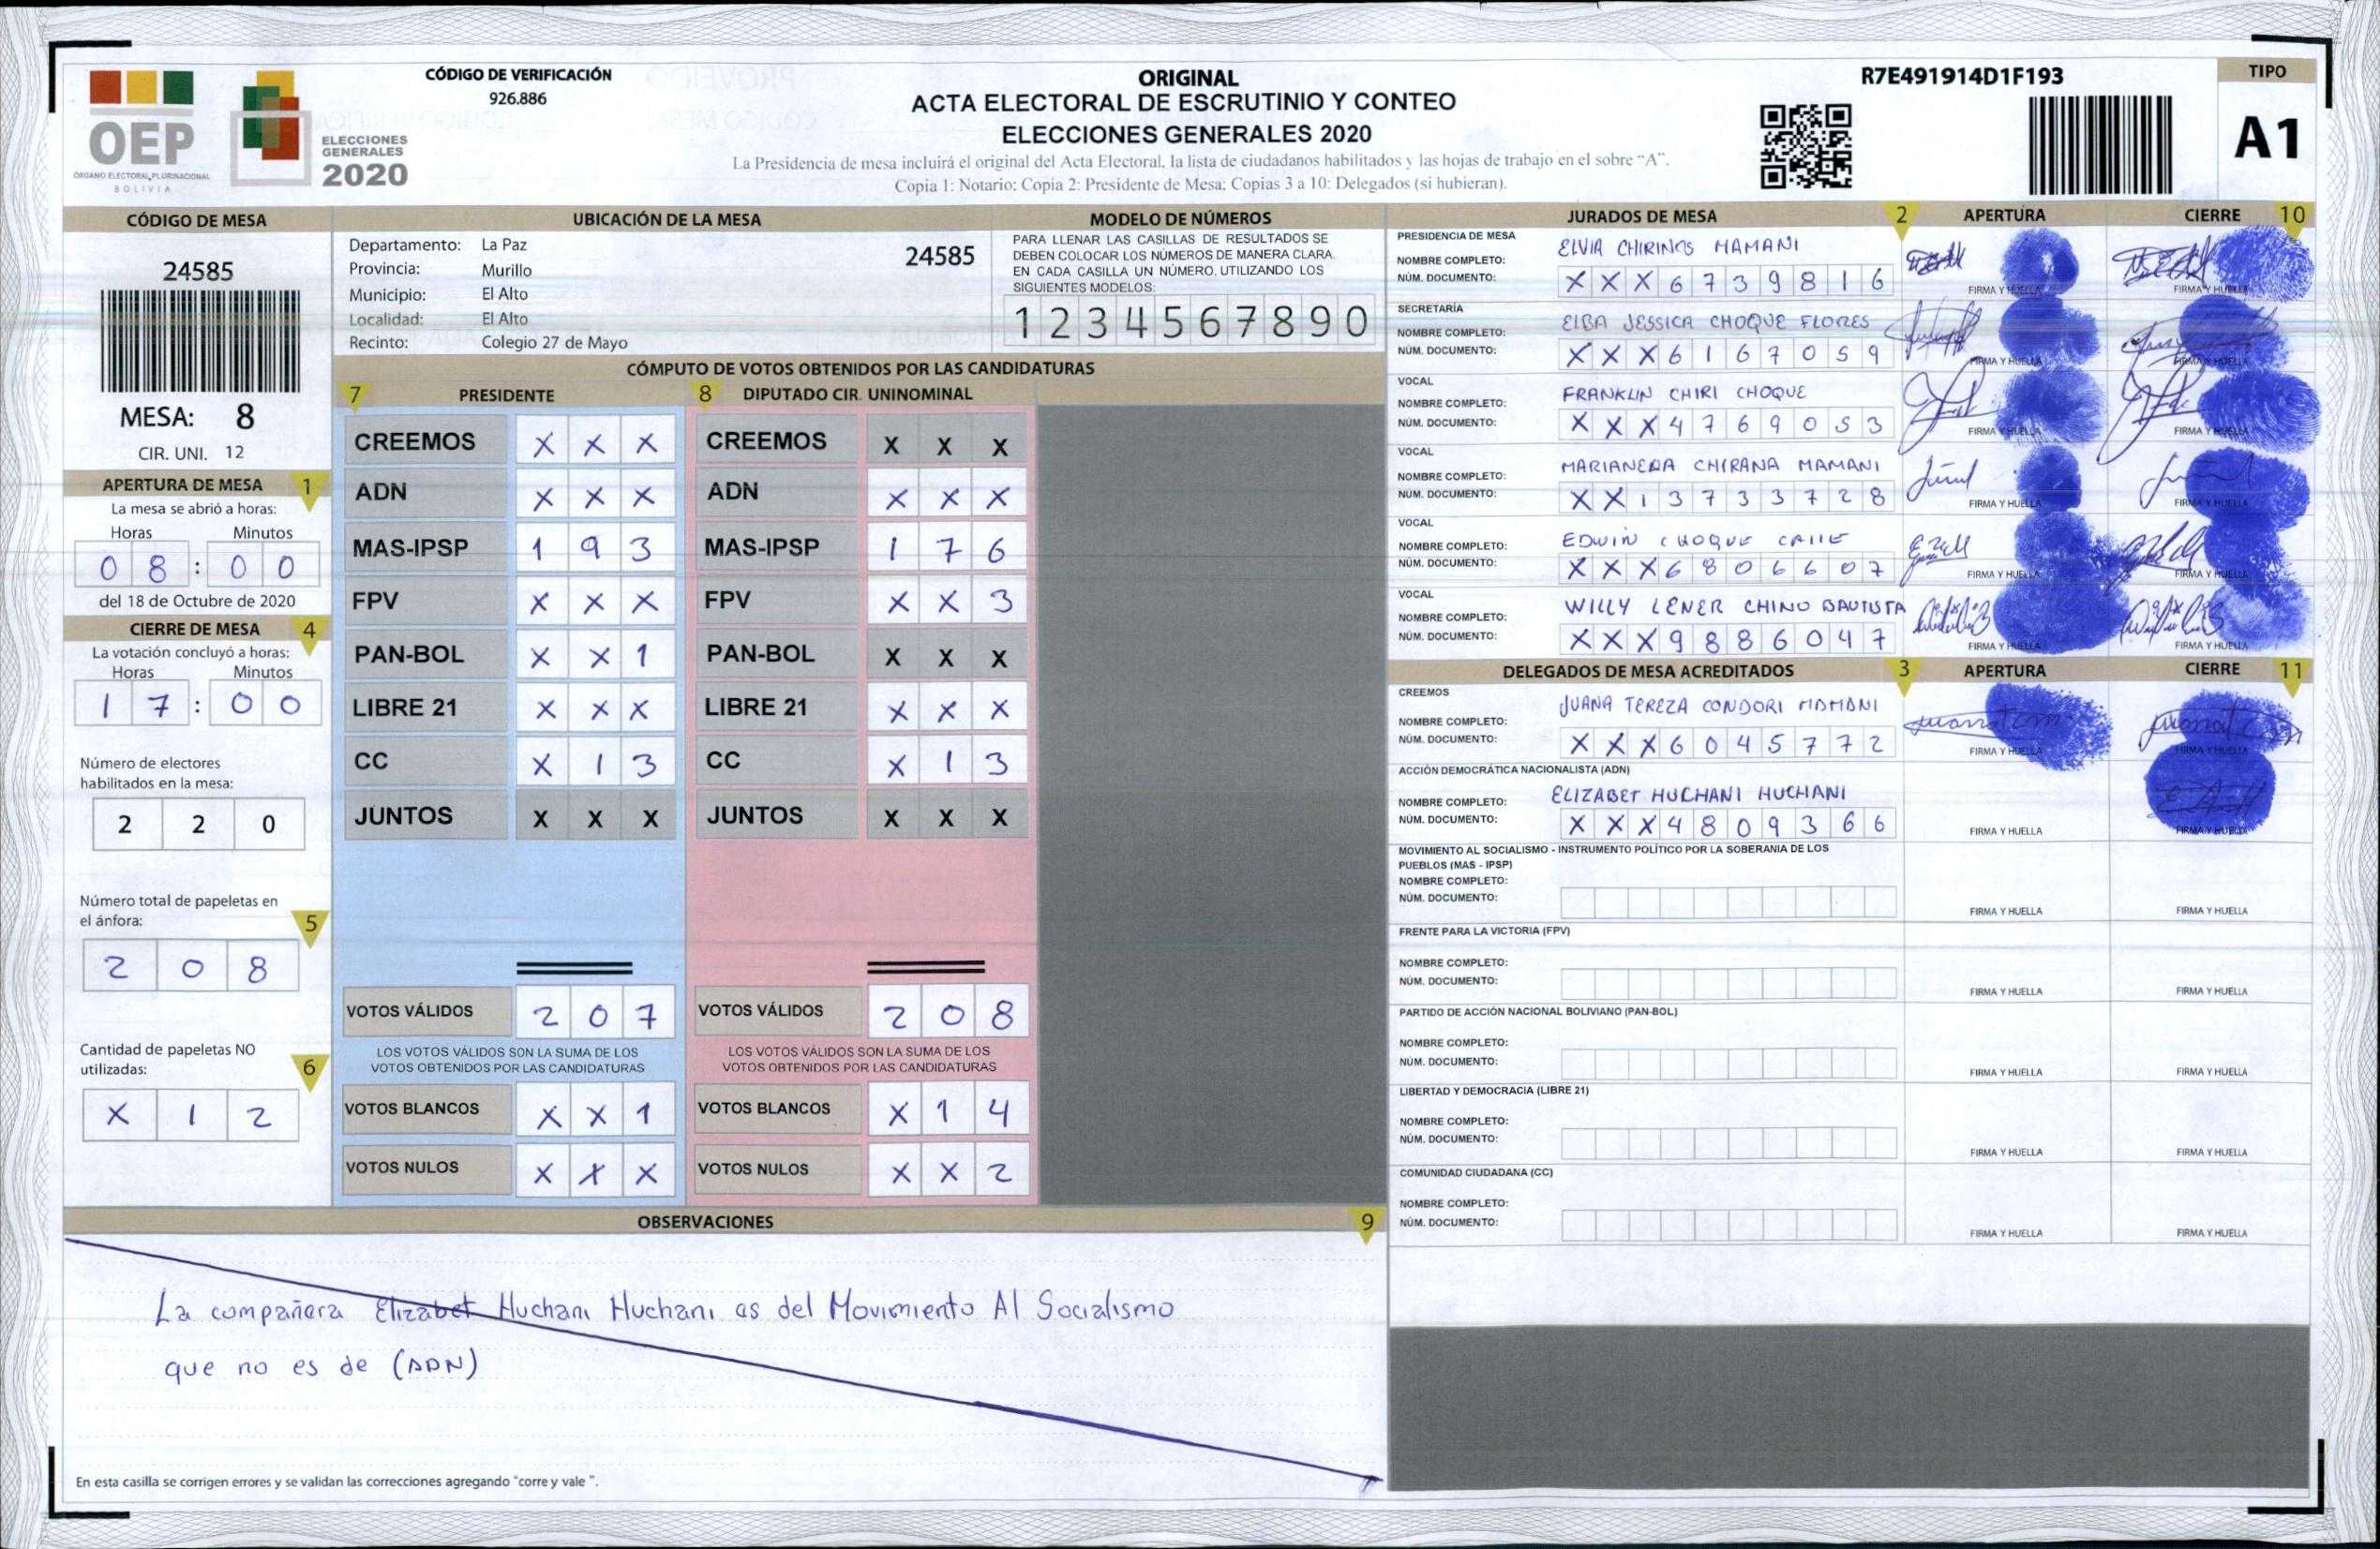 CÓDIGO DE VERIFICACIÓN
926.886
ORIGINAL
ACTA ELECTORAL DE ESCRUTINIO Y CONTEO
ELECCIONES GENERALES 2020
La Presidencia de mesa incluirá el original del Acta Electoral, la lista de ciudadanos habilitados y las hojas de trabajo en el sobre "A".
Copia 1: Notario: Copia 2: Presidente de Mesa; Copias 3 a 10: Delegados (si hubieran).
R7E491914D1F193
TIPO
A1
OEP
ÓRGANO ELECTORAL PLURINACIONAL
BOLIVIA
ELECCIONES
GENERALES
2020
CÓDIGO DE MESA
24585
MESA: 8
CIR. UNI. 12
APERTURA DE MESA 1
La mesa se abrió a horas:
Horas Minutos
0 8 : 0 0
del 18 de Octubre de 2020
CIERRE DE MESA 4
La votación concluyó a horas:
Horas Minutos
1 7 : 0 0
Número de electores
habilitados en la mesa:
2 2 0
Número total de papeletas en
el ánfora: 5
2 0 8
Cantidad de papeletas NO
utilizadas: 6
X 1 2
UBICACIÓN DE LA MESA
Departamento: La Paz 24585
Provincia: Murillo
Municipio: El Alto
Localidad: El Alto
Recinto: Colegio 27 de Mayo
MODELO DE NÚMEROS
PARA LLENAR LAS CASILLAS DE RESULTADOS SE
DEBEN COLOCAR LOS NÚMEROS DE MANERA CLARA.
EN CADA CASILLA UN NÚMERO, UTILIZANDO LOS
SIGUIENTES MODELOS:
1 2 3 4 5 6 7 8 9 0
CÓMPUTO DE VOTOS OBTENIDOS POR LAS CANDIDATURAS
7 PRESIDENTE 8 DIPUTADO CIR. UNINOMINAL
CREEMOS X X X CREEMOS X X X
ADN X X X ADN X X X
MAS-IPSP 1 9 3 MAS-IPSP 1 7 6
FPV X X X FPV X X 3
PAN-BOL X X 1 PAN-BOL X X X
LIBRE 21 X X X LIBRE 21 X X X
CC X 1 3 CC X 1 3
JUNTOS X X X JUNTOS X X X
VOTOS VÁLIDOS 2 0 7 VOTOS VÁLIDOS 2 0 8
LOS VOTOS VÁLIDOS SON LA SUMA DE LOS LOS VOTOS VÁLIDOS SON LA SUMA DE LOS
VOTOS OBTENIDOS POR LAS CANDIDATURAS VOTOS OBTENIDOS POR LAS CANDIDATURAS
VOTOS BLANCOS X X 1 VOTOS BLANCOS X 1 4
VOTOS NULOS X X X VOTOS NULOS X X 2
OBSERVACIONES 9
La compañera Elizabet Huchani Huchani es del Movimiento Al Socialismo
que no es de (ADN)
En esta casilla se corrigen errores y se validan las correcciones agregando "corre y vale ".
JURADOS DE MESA 2 APERTURA CIERRE 10
PRESIDENCIA DE MESA
NOMBRE COMPLETO: ELVIA CHIRINOS MAMANI
NÚM. DOCUMENTO: X X X 6 7 3 9 8 1 6 FIRMA Y HUELLA FIRMA Y HUELLA
SECRETARÍA
NOMBRE COMPLETO: ELBA JESSICA CHOQUE FLORES
NÚM. DOCUMENTO: X X X 6 1 6 7 0 5 9 FIRMA Y HUELLA FIRMA Y HUELLA
VOCAL
NOMBRE COMPLETO: FRANKLIN CHIRI CHOQUE
NÚM. DOCUMENTO: X X X 4 7 6 9 0 5 3 FIRMA Y HUELLA FIRMA Y HUELLA
VOCAL
NOMBRE COMPLETO: CHIRANA MAMANI
NÚM. DOCUMENTO: X X 1 3 7 3 3 7 2 8 FIRMA Y HUELLA FIRMA Y HUELLA
VOCAL
NOMBRE COMPLETO: EDWIN CHOQUE CALLE
NÚM. DOCUMENTO: X X X 6 8 0 6 6 0 7 FIRMA Y HUELLA FIRMA Y HUELLA
VOCAL
NOMBRE COMPLETO: WILLY LENER CHINO BAUTISTA
NÚM. DOCUMENTO: X X X 9 8 8 6 0 4 7 FIRMA Y HUELLA FIRMA Y HUELLA
DELEGADOS DE MESA ACREDITADOS 3 APERTURA CIERRE 11
CREEMOS
NOMBRE COMPLETO: JUANA TEREZA CONDORI MAMANI
NÚM. DOCUMENTO: X X X 6 0 4 5 7 7 2 FIRMA Y HUELLA FIRMA Y HUELLA
ACCIÓN DEMOCRÁTICA NACIONALISTA (ADN)
NOMBRE COMPLETO: ELIZABET HUCHANI HUCHANI
NÚM. DOCUMENTO: X X X 4 8 0 9 3 6 6 FIRMA Y HUELLA FIRMA Y HUELLA
MOVIMIENTO AL SOCIALISMO - INSTRUMENTO POLÍTICO POR LA SOBERANIA DE LOS
PUEBLOS (MAS - IPSP)
NOMBRE COMPLETO:
NÚM. DOCUMENTO: FIRMA Y HUELLA FIRMA Y HUELLA
FRENTE PARA LA VICTORIA (FPV)
NOMBRE COMPLETO:
NÚM. DOCUMENTO: FIRMA Y HUELLA FIRMA Y HUELLA
PARTIDO DE ACCIÓN NACIONAL BOLIVIANO (PAN-BOL)
NOMBRE COMPLETO:
NÚM. DOCUMENTO: FIRMA Y HUELLA FIRMA Y HUELLA
LIBERTAD Y DEMOCRACIA (LIBRE 21)
NOMBRE COMPLETO:
NÚM. DOCUMENTO: FIRMA Y HUELLA FIRMA Y HUELLA
COMUNIDAD CIUDADANA (CC)
NOMBRE COMPLETO:
NÚM. DOCUMENTO: FIRMA Y HUELLA FIRMA Y HUELLA